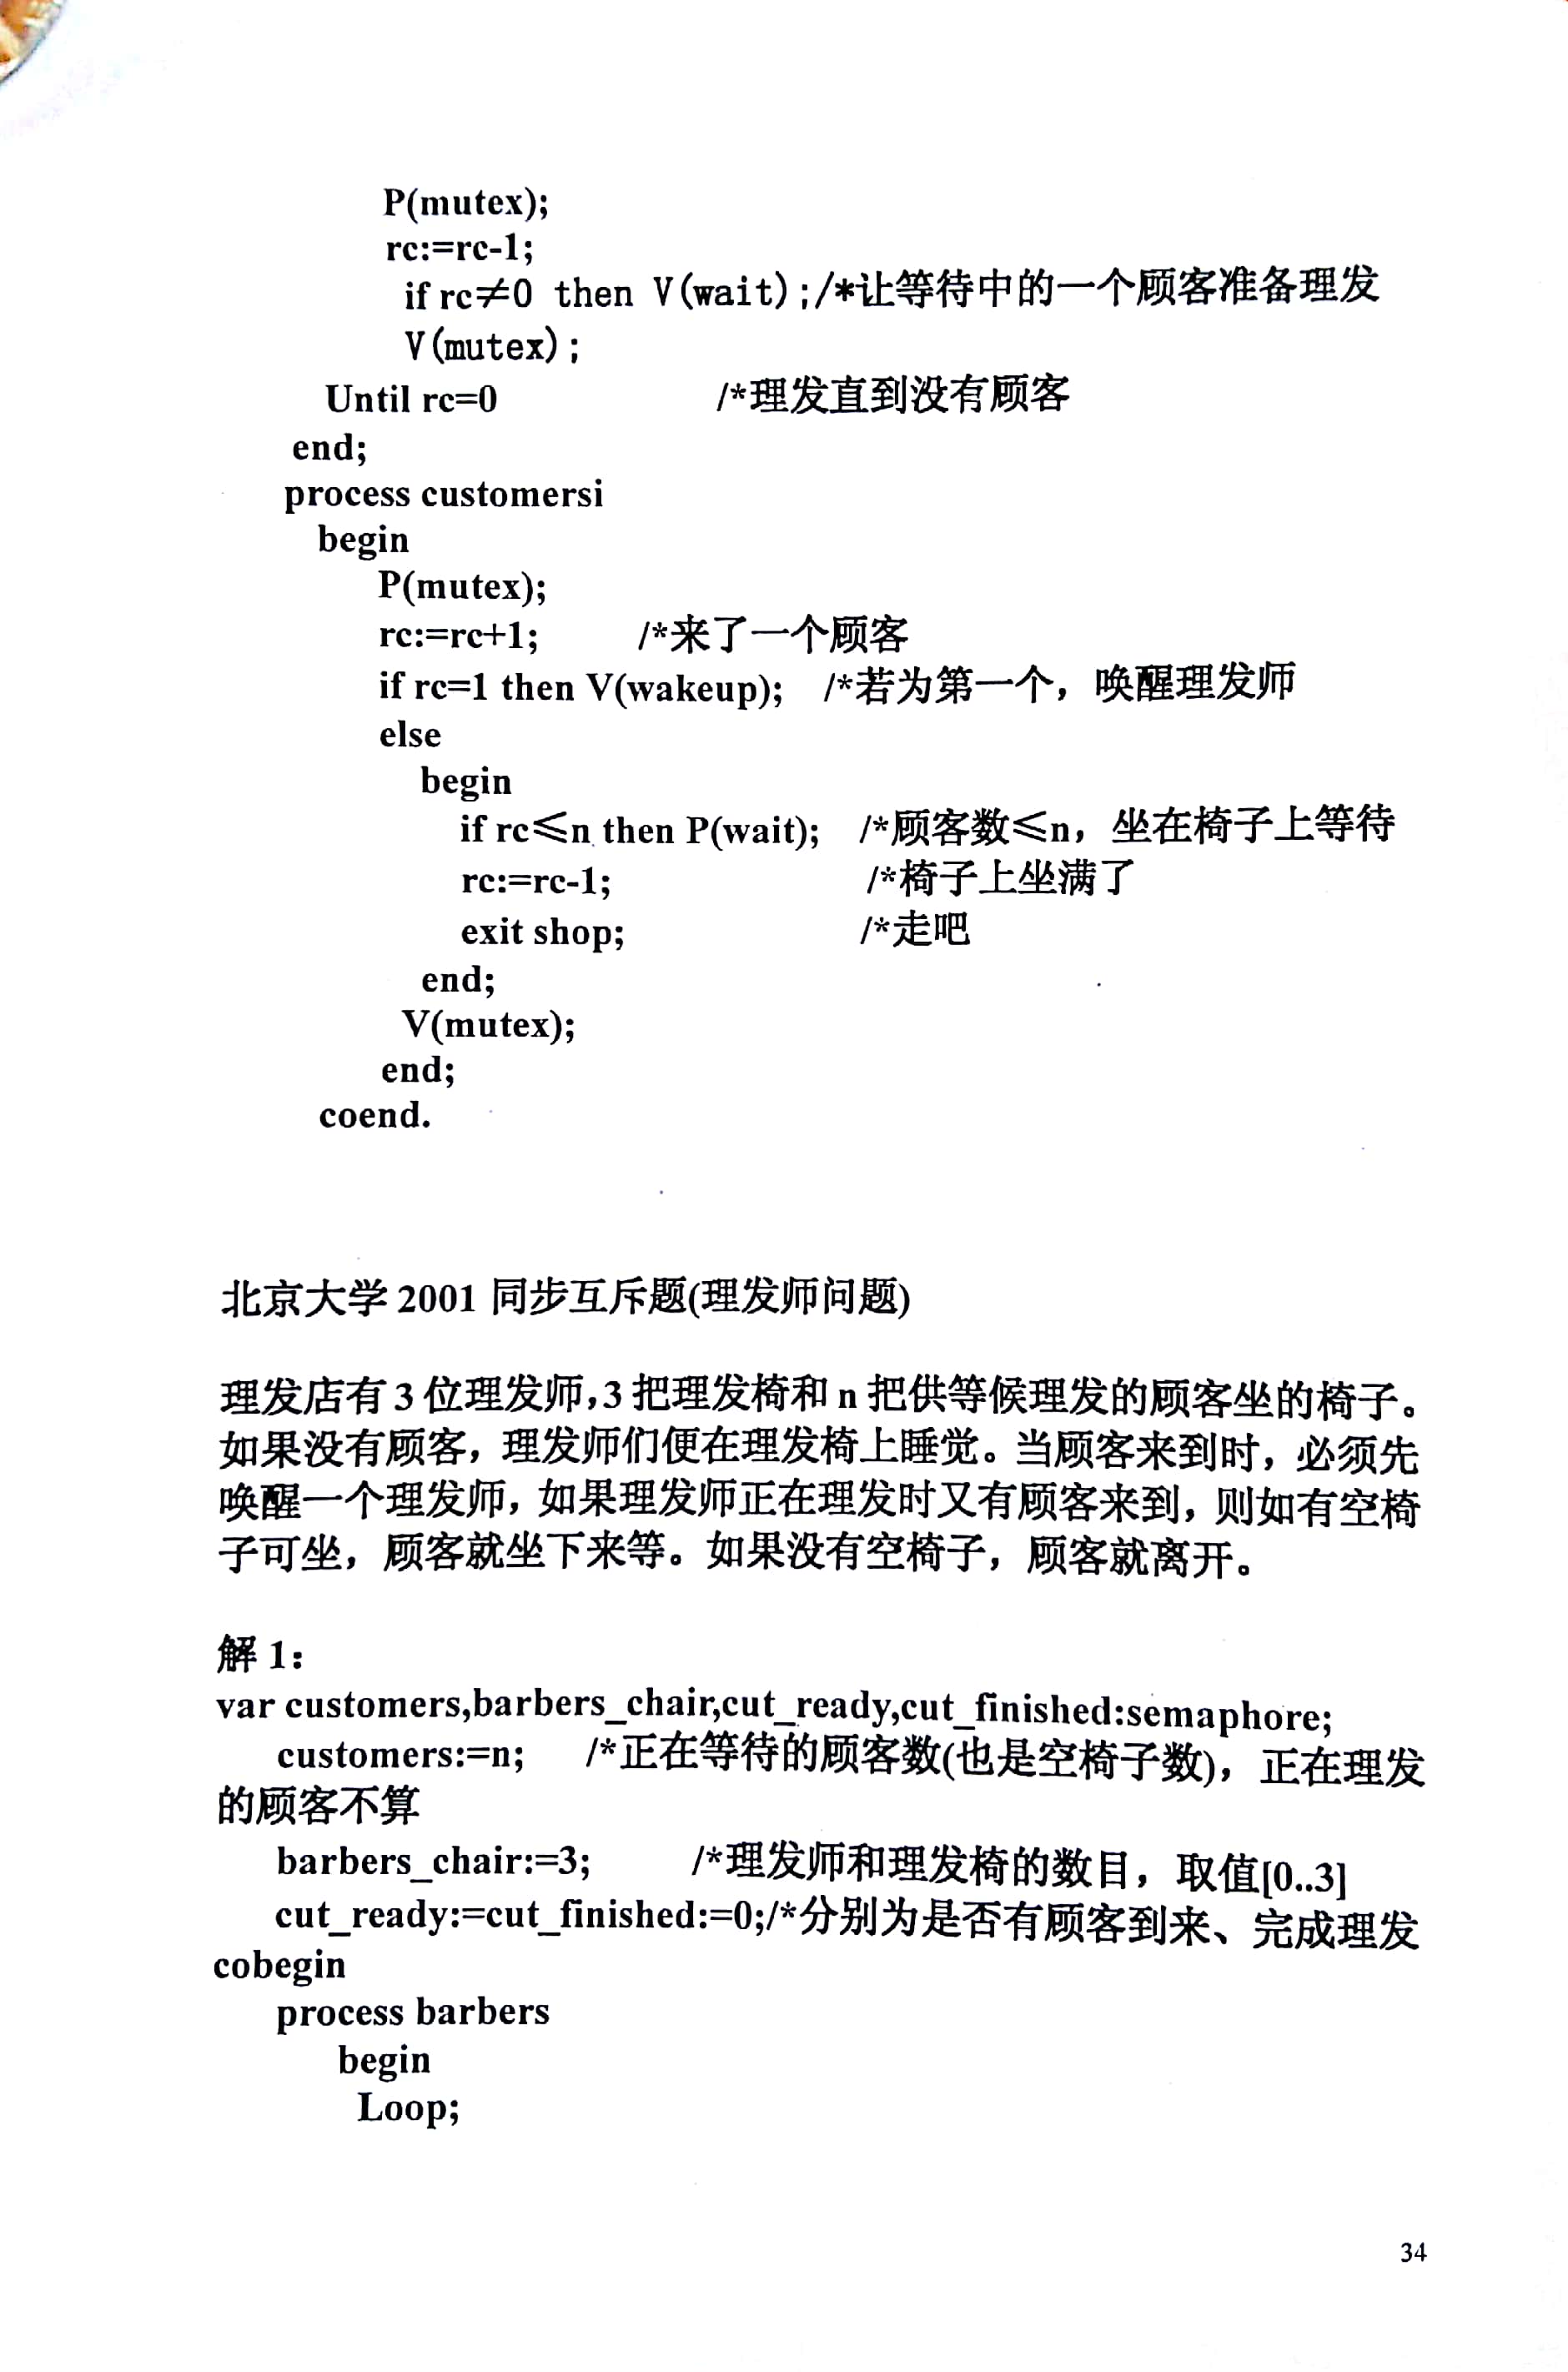 P(mutex);
rc:=rc-1;
if rc≠0 then V(wait);/*让等待中的一个顾客准备理发
V(mutex);
Until rc=0 /*理发直到没有顾客
end;
process customersi
begin
P(mutex);
rc:=rc+1; /*来了一个顾客
if rc=1 then V(wakeup); /*若为第一个，唤醒理发师
else
begin
if rc≤n then P(wait); /*顾客数≤n，坐在椅子上等待
rc:=rc-1; /*椅子上坐满了
exit shop; /*走吧
end;
V(mutex);
end;
coend.
北京大学 2001 同步互斥题(理发师问题)
理发店有 3 位理发师,3 把理发椅和 n 把供等候理发的顾客坐的椅子。
如果没有顾客，理发师们便在理发椅上睡觉。当顾客来到时，必须先
唤醒一个理发师，如果理发师正在理发时又有顾客来到，则如有空椅
子可坐，顾客就坐下来等。如果没有空椅子，顾客就离开。
解 1：
var customers,barbers_chair,cut_ready,cut_finished:semaphore;
customers:=n; /*正在等待的顾客数(也是空椅子数)，正在理发
的顾客不算
barbers_chair:=3; /*理发师和理发椅的数目，取值[0..3]
cut_ready:=cut_finished:=0;/*分别为是否有顾客到来、完成理发
cobegin
process barbers
begin
Loop;
34